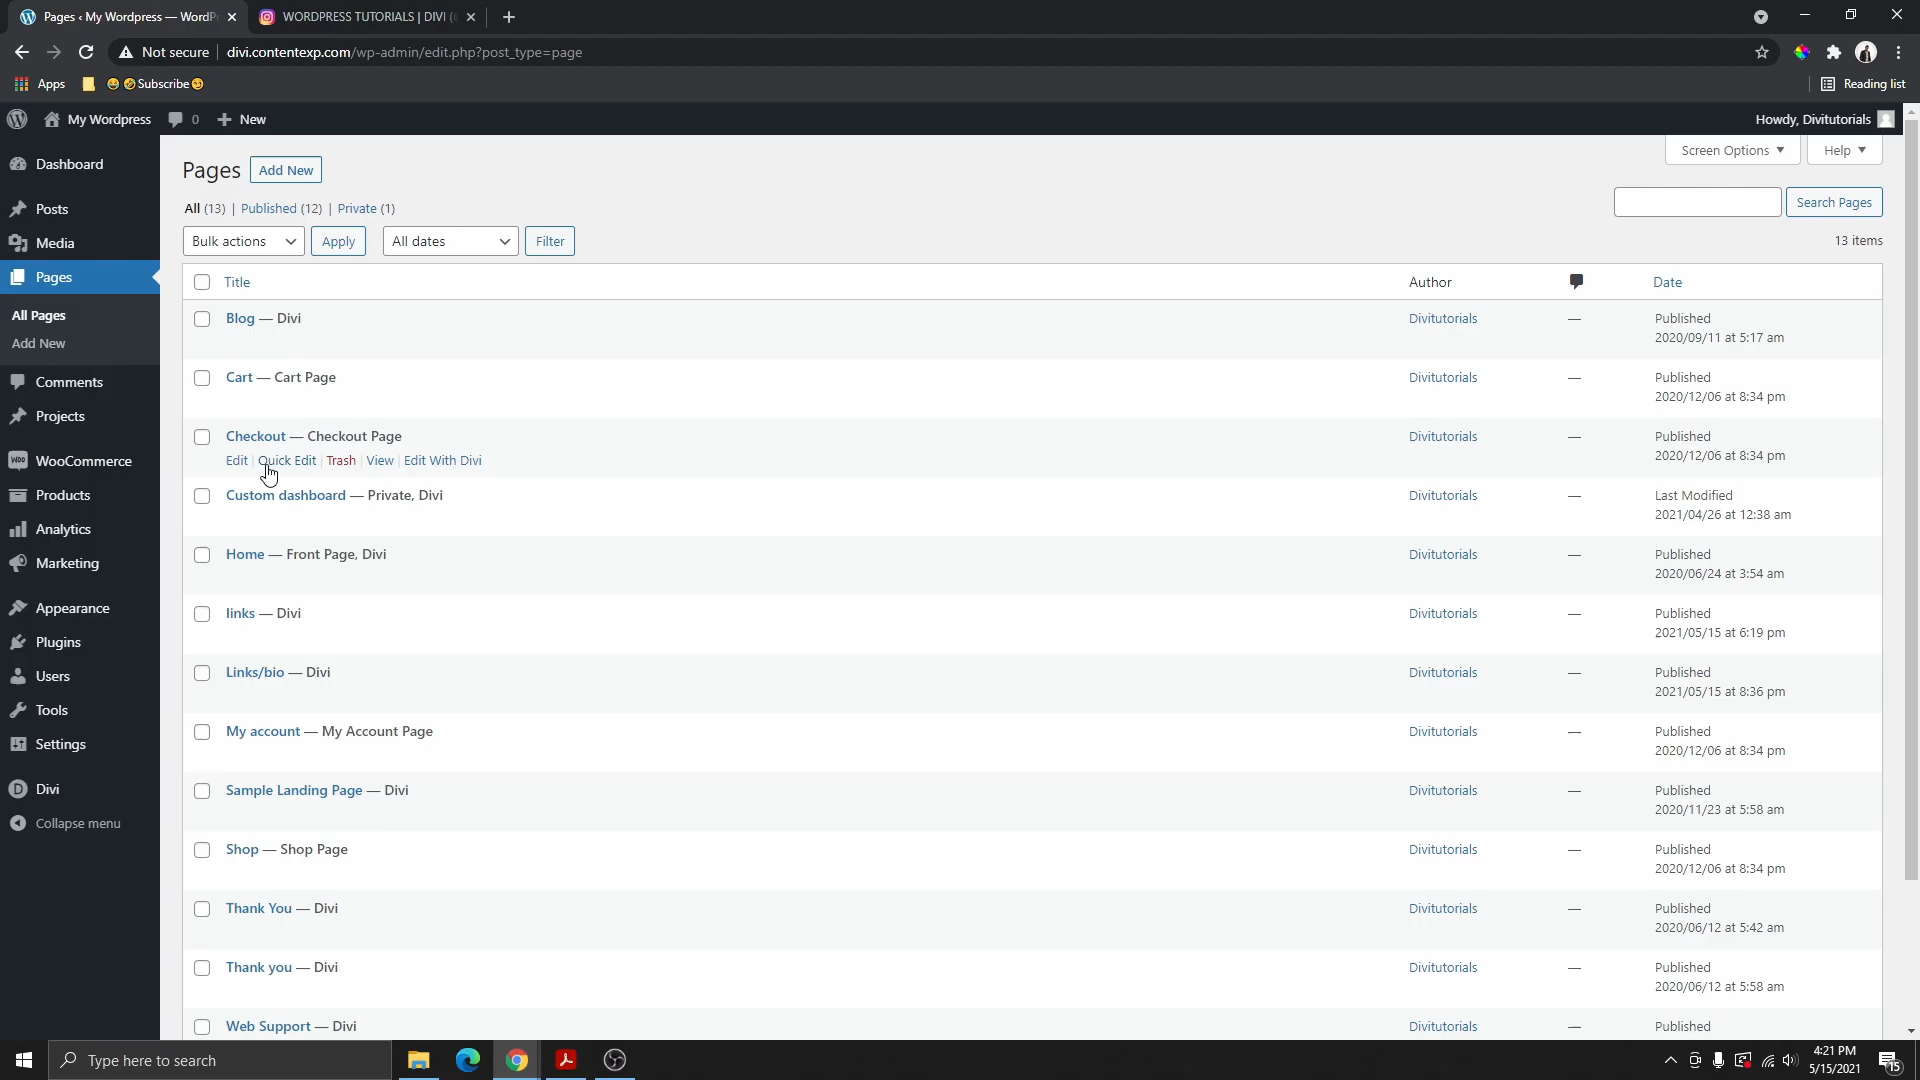 Pages ‹ My Wordpress — WordP
WORDPRESS TUTORIALS | DIVI (
Not secure
divi.contentexp.com/wp-admin/edit.php?post_type=page
Apps
😄🤣Subscribe😏
Reading list
My Wordpress
0
New
Howdy, Divitutorials
Dashboard
Posts
Media
Pages
All Pages
Add New
Comments
Projects
WooCommerce
Products
Analytics
Marketing
Appearance
Plugins
Users
Tools
Settings
Divi
Collapse menu
Screen Options
Help
Pages
Add New
All (13) | Published (12) | Private (1)
Search Pages
Bulk actions
Apply
All dates
Filter
13 items
Title Author Date
Blog — Divi Divitutorials — Published
2020/09/11 at 5:17 am
Cart — Cart Page Divitutorials — Published
2020/12/06 at 8:34 pm
Checkout — Checkout Page Divitutorials — Published
Edit | Quick Edit | Trash | View | Edit With Divi 2020/12/06 at 8:34 pm
Custom dashboard — Private, Divi Divitutorials — Last Modified
2021/04/26 at 12:38 am
Home — Front Page, Divi Divitutorials — Published
2020/06/24 at 3:54 am
links — Divi Divitutorials — Published
2021/05/15 at 6:19 pm
Links/bio — Divi Divitutorials — Published
2021/05/15 at 8:36 pm
My account — My Account Page Divitutorials — Published
2020/12/06 at 8:34 pm
Sample Landing Page — Divi Divitutorials — Published
2020/11/23 at 5:58 am
Shop — Shop Page Divitutorials — Published
2020/12/06 at 8:34 pm
Thank You — Divi Divitutorials — Published
2020/06/12 at 5:42 am
Thank you — Divi Divitutorials — Published
2020/06/12 at 5:58 am
Web Support — Divi Divitutorials — Published
Type here to search
4:21 PM
5/15/2021
15